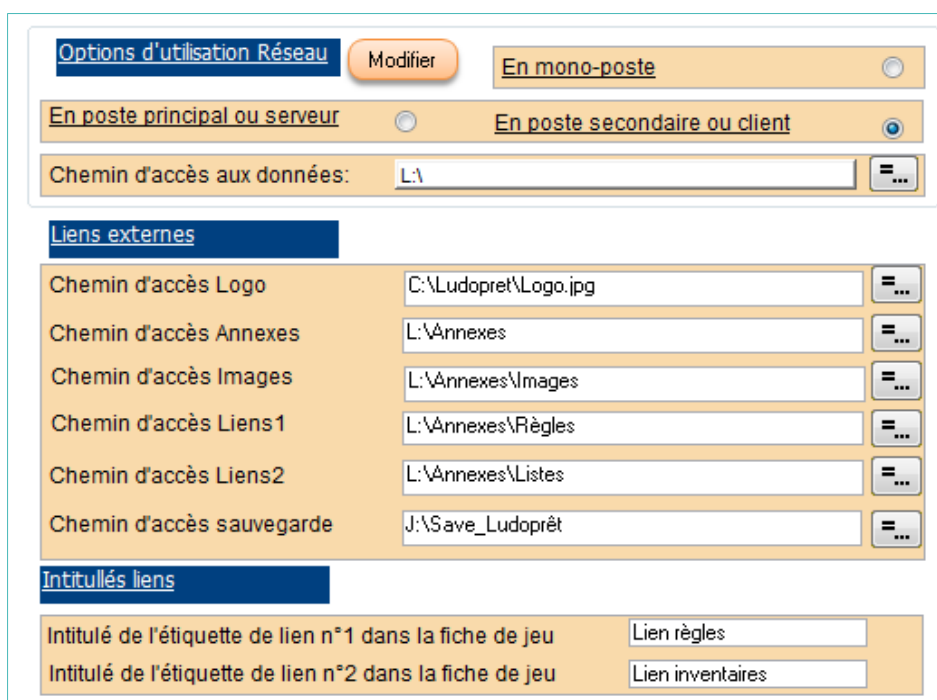 Options d'utilisation Réseau
Modifier
En mono-poste
En poste principal ou serveur
En poste secondaire ou client
Chemin d'accès aux données:
L:\
=...
Liens externes
Chemin d'accès Logo
C:\Ludopret\Logo.jpg
=...
Chemin d'accès Annexes
L:\Annexes
=...
Chemin d'accès Images
L:\Annexes\Images
=...
Chemin d'accès Liens1
L:\Annexes\Règles
=...
Chemin d'accès Liens2
L:\Annexes\Listes
=...
Chemin d'accès sauvegarde
J:\Save_Ludoprêt
=...
Intitullés liens
Intitulé de l'étiquette de lien n°1 dans la fiche de jeu
Lien règles
Intitulé de l'étiquette de lien n°2 dans la fiche de jeu
Lien inventaires